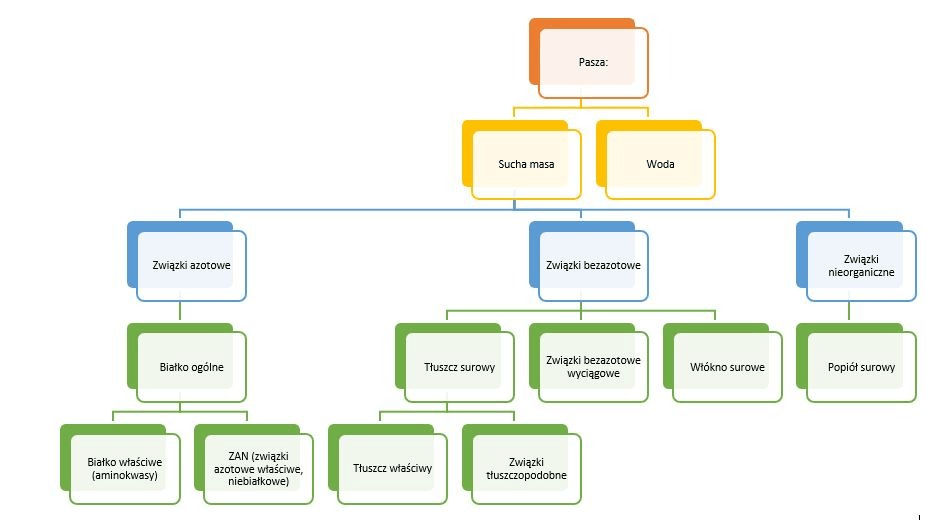 Pasza:
Sucha masa
Woda
Związki azotowe
Związki bezazotowe
Związki
nieorganiczne
Białko ogólne
Tłuszcz surowy
Związki bezazotowe
wyciągowe
Włókno surowe
Popiół surowy
Białko właściwe
(aminokwasy)
ZAN (związki
azotowe właściwe,
niebiałkowe)
Tłuszcz właściwy
Związki
tłuszczopodobne